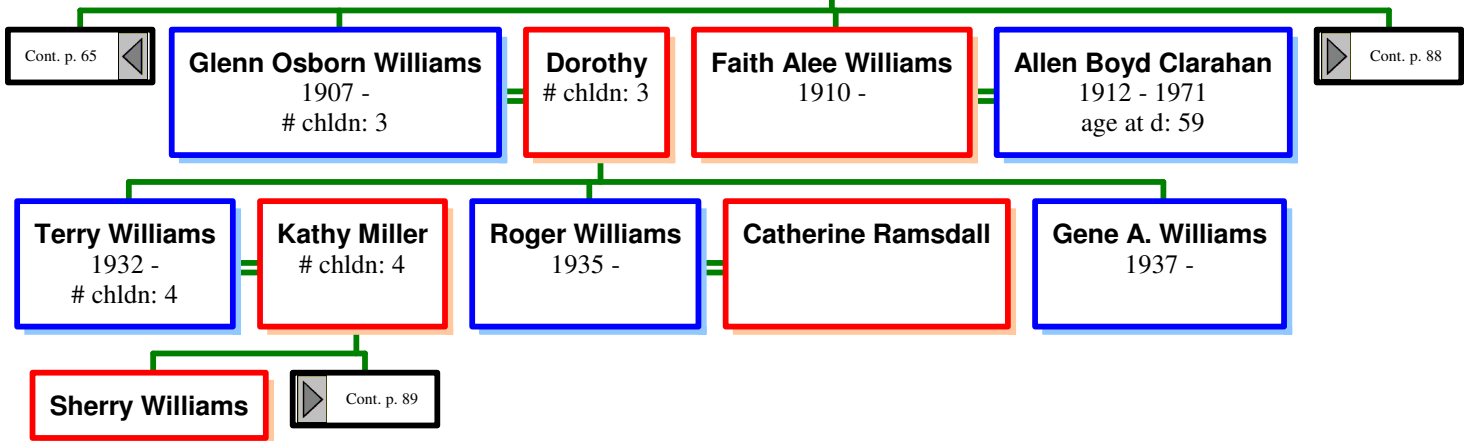 Cont. p. 65
Glenn Osborn Williams
1907 -
# chldn: 3
Dorothy
# chldn: 3
Faith Alee Williams
1910 -
Allen Boyd Clarahan
1912 - 1971
age at d: 59
Cont. p. 88
Terry Williams
1932 -
# chldn: 4
Kathy Miller
# chldn: 4
Roger Williams
1935 -
Catherine Ramsdall
Gene A. Williams
1937 -
Sherry Williams
Cont. p. 89